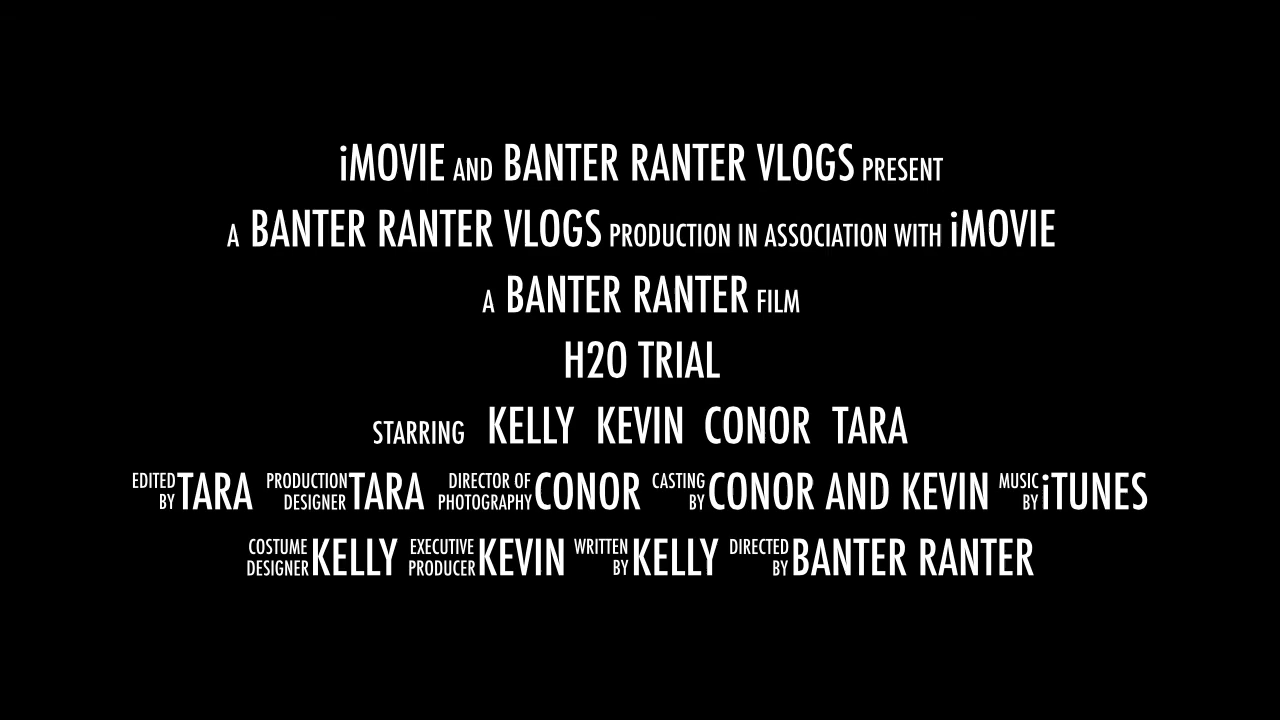 iMOVIE AND BANTER RANTER VLOGS PRESENT
A BANTER RANTER VLOGS PRODUCTION IN ASSOCIATION WITH iMOVIE
A BANTER RANTER FILM
H2O TRIAL
STARRING KELLY KEVIN CONOR TARA
EDITED BY TARA PRODUCTION DESIGNER TARA DIRECTOR OF PHOTOGRAPHY CONOR CASTING BY CONOR AND KEVIN MUSIC BY iTUNES
COSTUME DESIGNER KELLY EXECUTIVE PRODUCER KEVIN WRITTEN BY KELLY DIRECTED BY BANTER RANTER